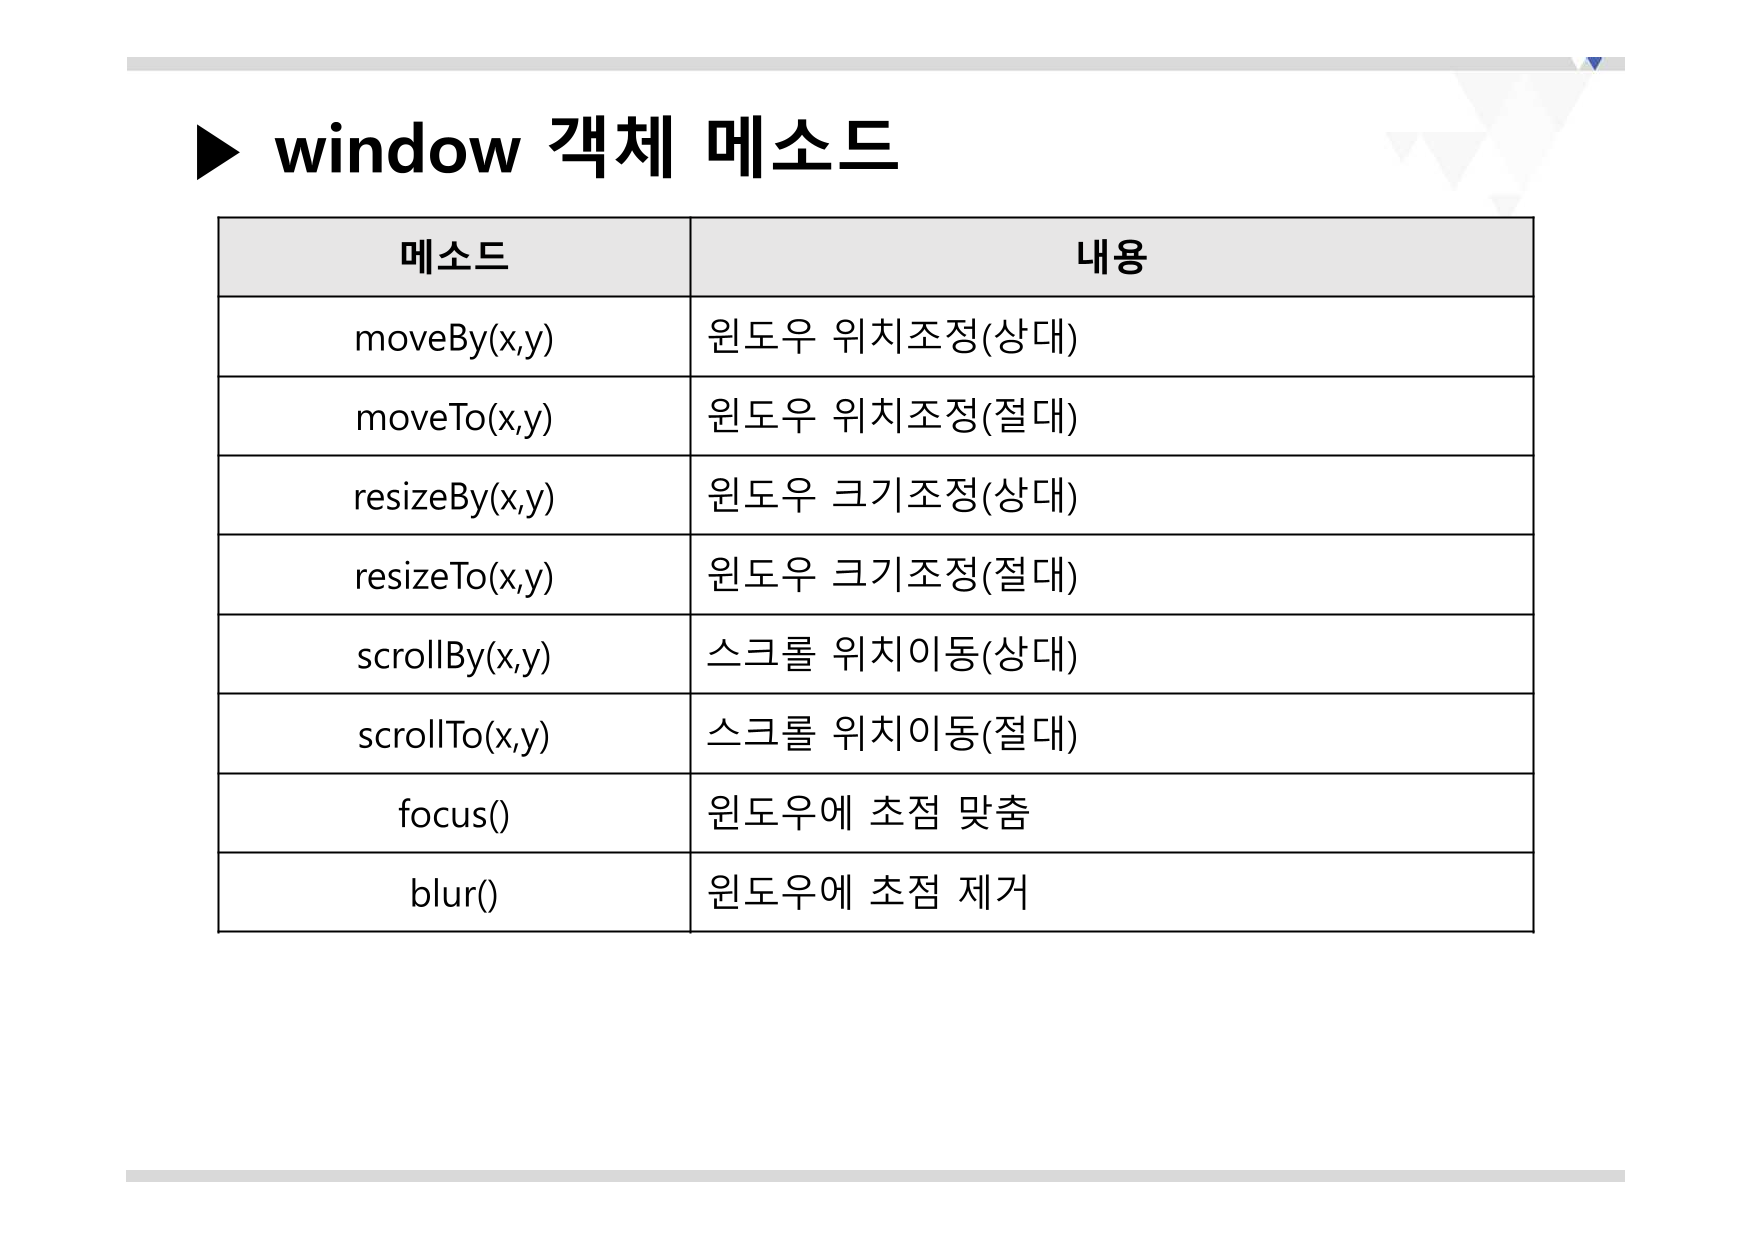 ▶ window 객체 메소드
메소드 내용
moveBy(x,y) 윈도우 위치조정(상대)
moveTo(x,y) 윈도우 위치조정(절대)
resizeBy(x,y) 윈도우 크기조정(상대)
resizeTo(x,y) 윈도우 크기조정(절대)
scrollBy(x,y) 스크롤 위치이동(상대)
scrollTo(x,y) 스크롤 위치이동(절대)
focus() 윈도우에 초점 맞춤
blur() 윈도우에 초점 제거